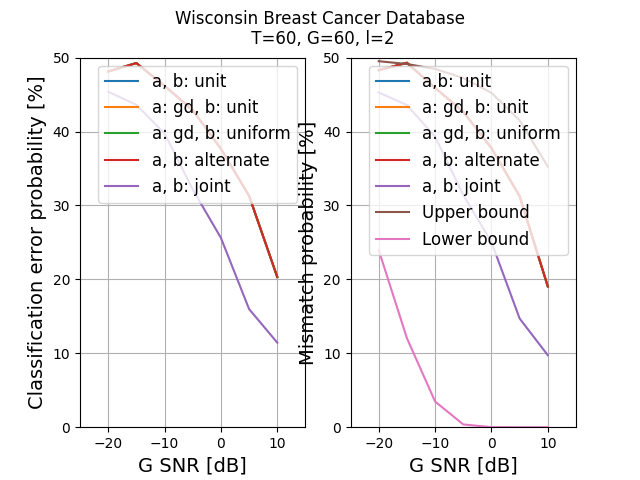 Wisconsin Breast Cancer Database
T=60, G=60, l=2
Classification error probability [%]
50
40
30
20
10
0
a, b: unit
a: gd, b: unit
a: gd, b: uniform
a, b: alternate
a, b: joint
−20
−10
0
10
G SNR [dB]
Mismatch probability [%]
50
40
30
20
10
0
a,b: unit
a: gd, b: unit
a: gd, b: uniform
a, b: alternate
a, b: joint
Upper bound
Lower bound
−20
−10
0
10
G SNR [dB]